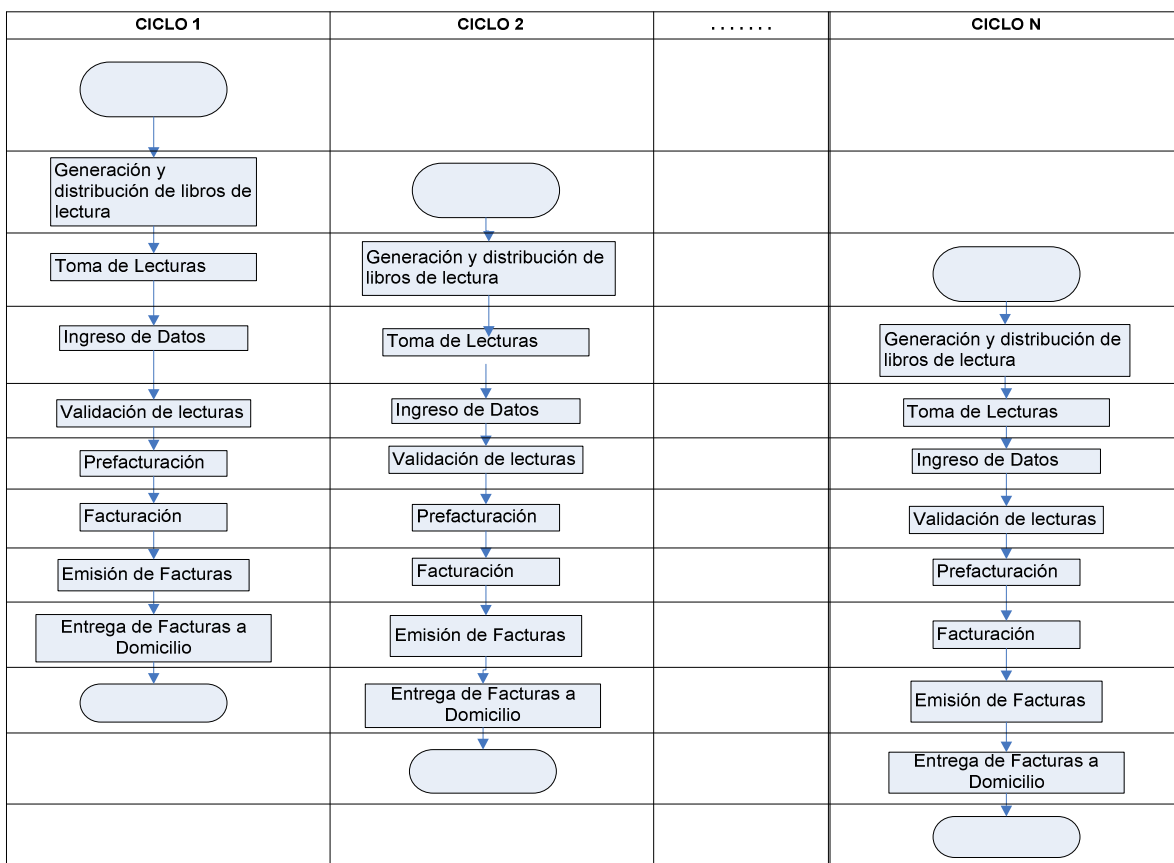 CICLO 1
CICLO 2
.......
CICLO N
Generación y
distribución de libros de
lectura
Toma de Lecturas
Ingreso de Datos
Validación de lecturas
Prefacturación
Facturación
Emisión de Facturas
Entrega de Facturas a
Domicilio
Generación y distribución de
libros de lectura
Toma de Lecturas
Ingreso de Datos
Validación de lecturas
Prefacturación
Facturación
Emisión de Facturas
Entrega de Facturas a
Domicilio
Generación y distribución de
libros de lectura
Toma de Lecturas
Ingreso de Datos
Validación de lecturas
Prefacturación
Facturación
Emisión de Facturas
Entrega de Facturas a
Domicilio